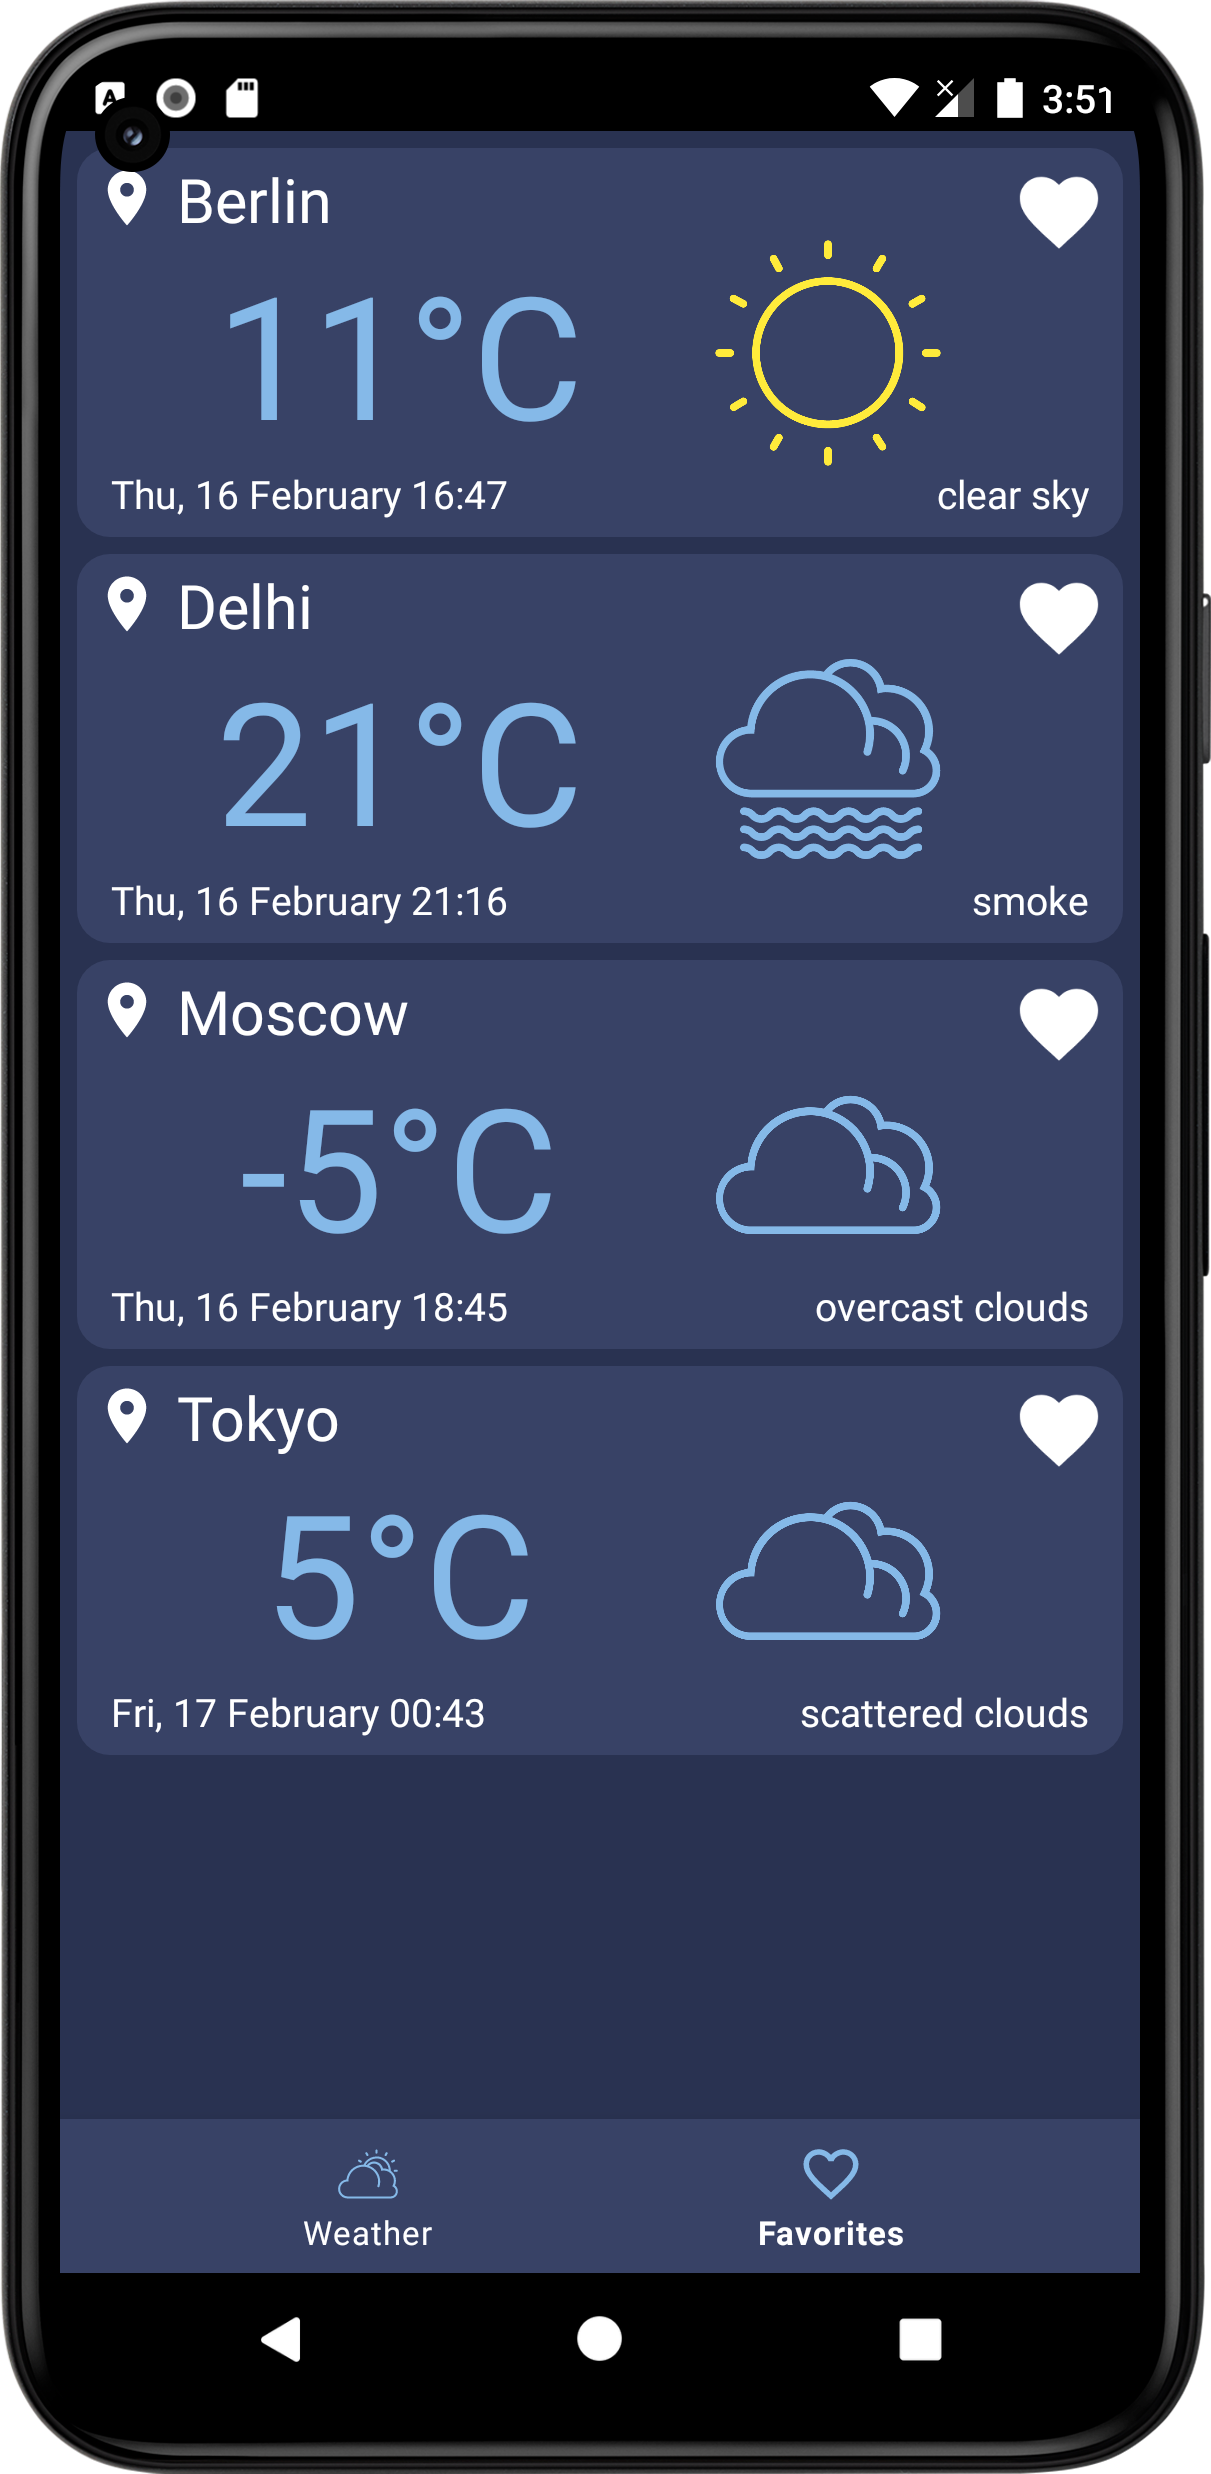 3:51
Berlin
11°C
Thu, 16 February 16:47
clear sky
Delhi
21°C
Thu, 16 February 21:16
smoke
Moscow
-5°C
Thu, 16 February 18:45
overcast clouds
Tokyo
5°C
Fri, 17 February 00:43
scattered clouds
Weather
Favorites